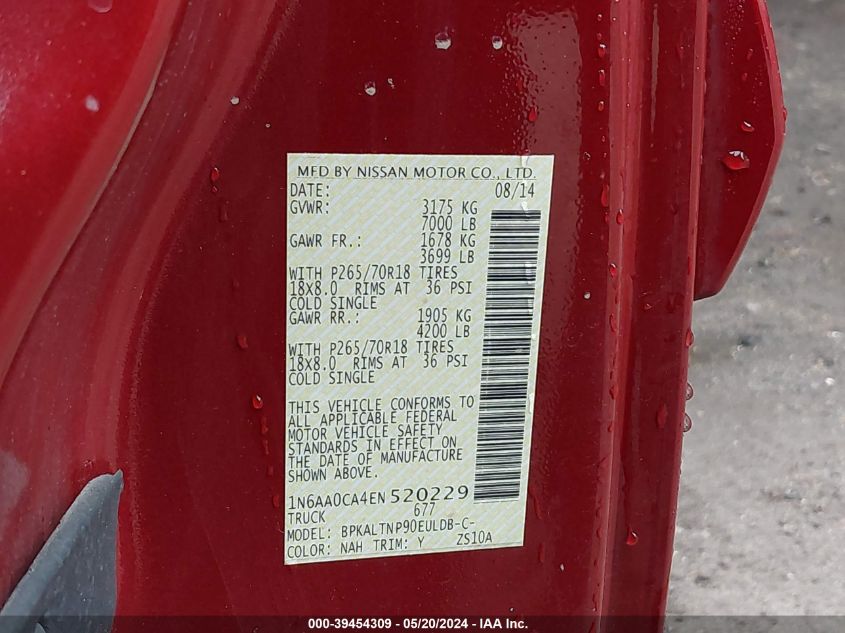 MFD BY NISSAN MOTOR CO., LTD.
DATE: 08/14
GVWR: 3175 KG
7000 LB
GAWR FR.: 1678 KG
3699 LB
WITH P265/70R18 TIRES
18X8.0 RIMS AT 36 PSI
COLD SINGLE
GAWR RR.: 1905 KG
4200 LB
WITH P265/70R18 TIRES
18X8.0 RIMS AT 36 PSI
COLD SINGLE
THIS VEHICLE CONFORMS TO
ALL APPLICABLE FEDERAL
MOTOR VEHICLE SAFETY
STANDARDS IN EFFECT ON
THE DATE OF MANUFACTURE
SHOWN ABOVE.
1N6AA0CA4EN520229
TRUCK 677
MODEL: BPKALTNP90EULDB-C-
COLOR: NAH TRIM: Y ZS10A
000-39454309 - 05/20/2024 - IAA Inc.